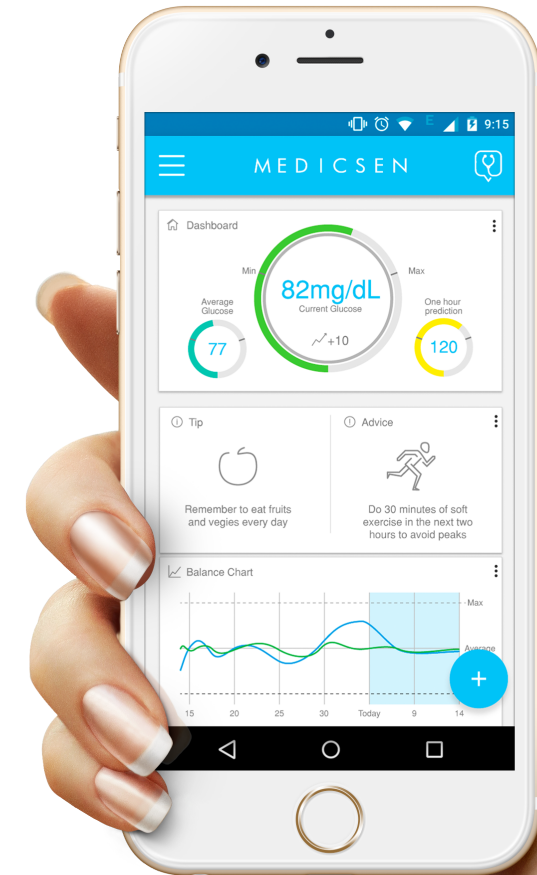 E 9:15
MEDICSEN
Dashboard
Min
Max
82mg/dL
Current Glucose
+10
Average
Glucose
77
One hour
prediction
120
Tip
Advice
Remember to eat fruits
and vegies every day
Do 30 minutes of soft
exercise in the next two
hours to avoid peaks
Balance Chart
Max
Average
15 20 25 30 Today 9 14
+